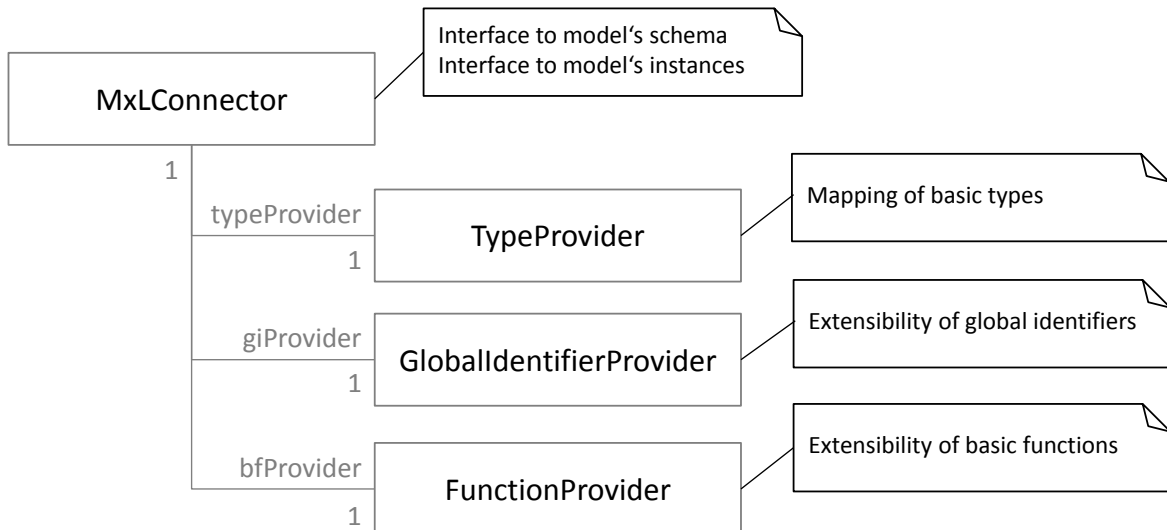 Interface to model‘s schema
Interface to model‘s instances
MxLConnector
1
Mapping of basic types
typeProvider
TypeProvider
1
Extensibility of global identifiers
giProvider
GlobalIdentifierProvider
1
Extensibility of basic functions
bfProvider
FunctionProvider
1